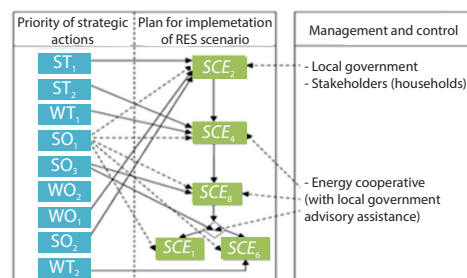 Priority of strategic
actions
Plan for implemetation
of RES scenario
Management and control
ST1
ST2
WT1
SO1
SO3
WO2
WO1
SO2
WT2
SCE2
SCE4
SCE8
SCE1
SCE6
- Local government
- Stakeholders (households)
- Energy cooperative
(with local government
advisory assistance)